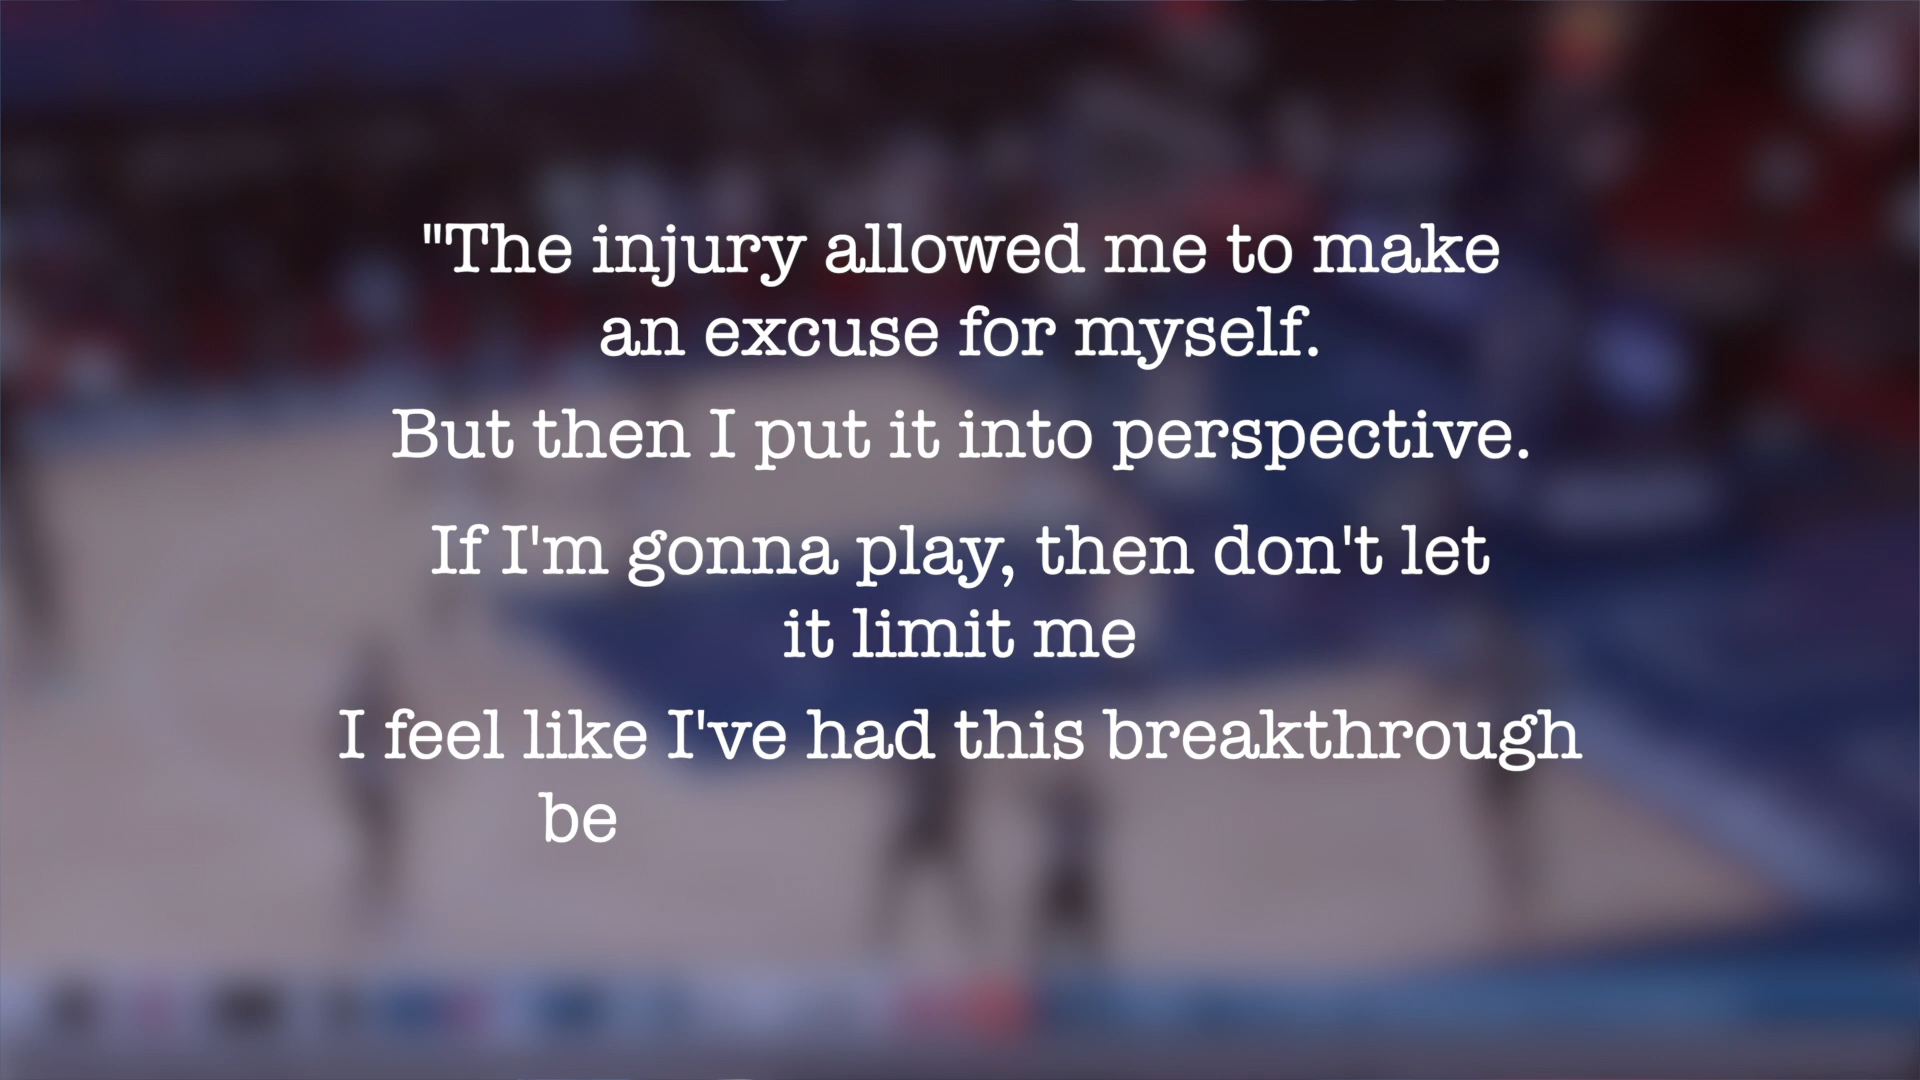 "The injury allowed me to make
an excuse for myself.
But then I put it into perspective.
If I'm gonna play, then don't let
it limit me
I feel like I've had this breakthrough
be